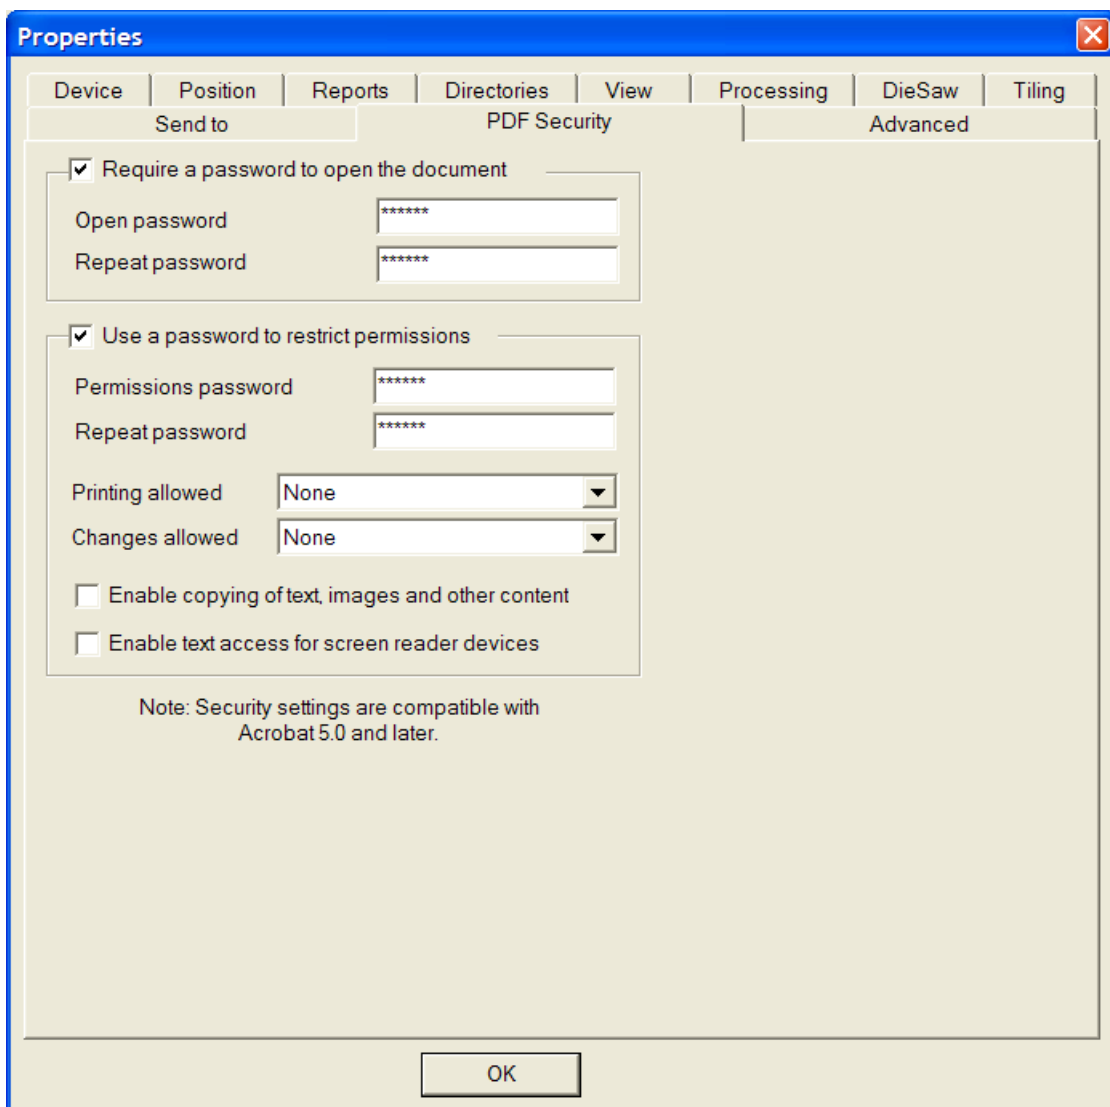 Properties
Device Position Reports Directories View Processing DieSaw Tiling
Send to PDF Security Advanced
Require a password to open the document
Open password ******
Repeat password ******
Use a password to restrict permissions
Permissions password ******
Repeat password ******
Printing allowed None
Changes allowed None
Enable copying of text, images and other content
Enable text access for screen reader devices
Note: Security settings are compatible with
Acrobat 5.0 and later.
OK